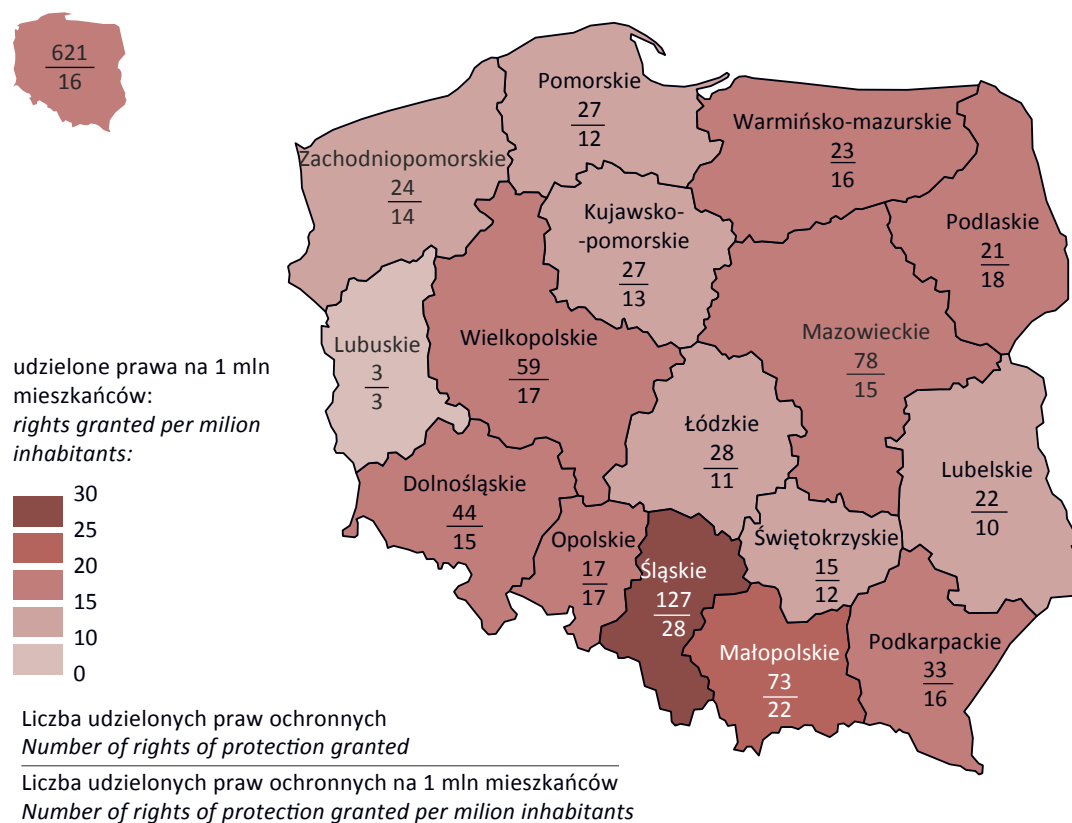 621
16
Pomorskie
27
12
Warmińsko-mazurskie
23
16
Zachodniopomorskie
24
14
Kujawsko-
-pomorskie
27
13
Podlaskie
21
18
Lubuskie
3
3
Wielkopolskie
59
17
Mazowieckie
78
15
Łódzkie
28
11
Lubelskie
22
10
Dolnośląskie
44
15
Opolskie
17
17
Śląskie
127
28
Świętokrzyskie
15
12
Małopolskie
73
22
Podkarpackie
33
16
udzielone prawa na 1 mln
mieszkańców:
rights granted per milion
inhabitants:
30
25
20
15
10
0
Liczba udzielonych praw ochronnych
Number of rights of protection granted
Liczba udzielonych praw ochronnych na 1 mln mieszkańców
Number of rights of protection granted per milion inhabitants